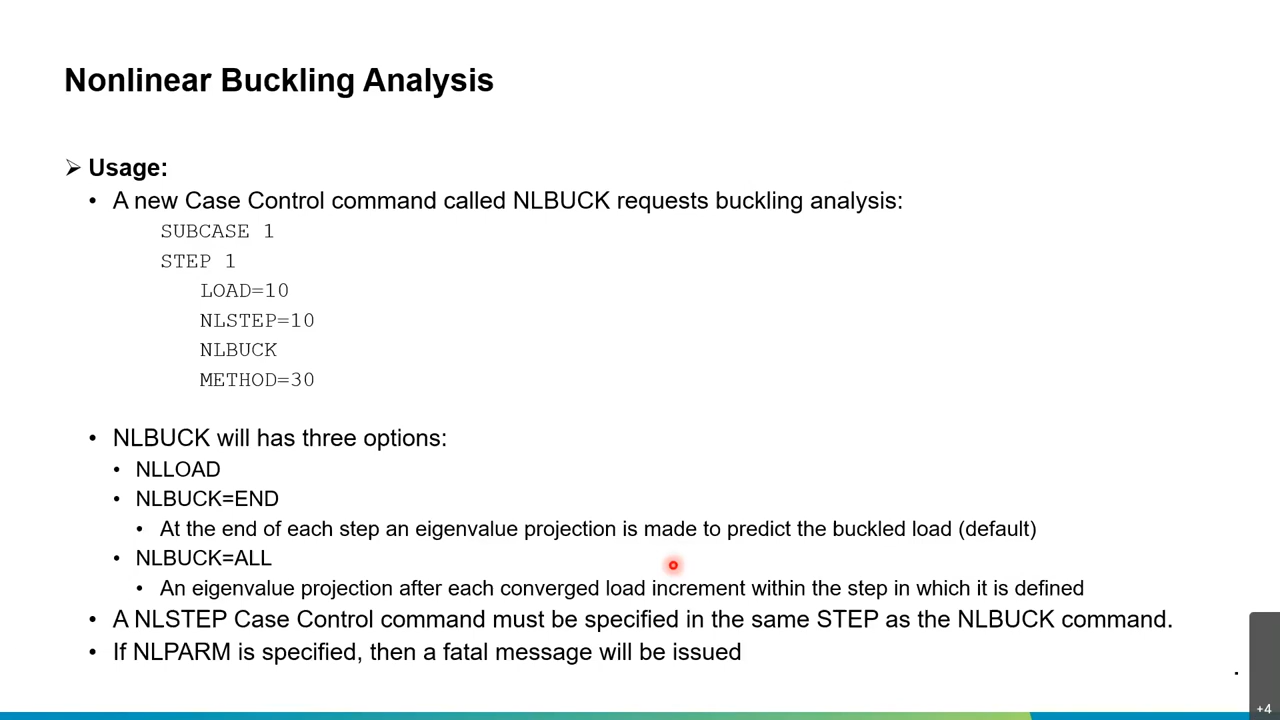 Nonlinear Buckling Analysis
Usage:
• A new Case Control command called NLBUCK requests buckling analysis:
SUBCASE 1
STEP 1
LOAD=10
NLSTEP=10
NLBUCK
METHOD=30
• NLBUCK will has three options:
• NLLOAD
• NLBUCK=END
• At the end of each step an eigenvalue projection is made to predict the buckled load (default)
• NLBUCK=ALL
• An eigenvalue projection after each converged load increment within the step in which it is defined
• A NLSTEP Case Control command must be specified in the same STEP as the NLBUCK command.
• If NLPARM is specified, then a fatal message will be issued
.
+4